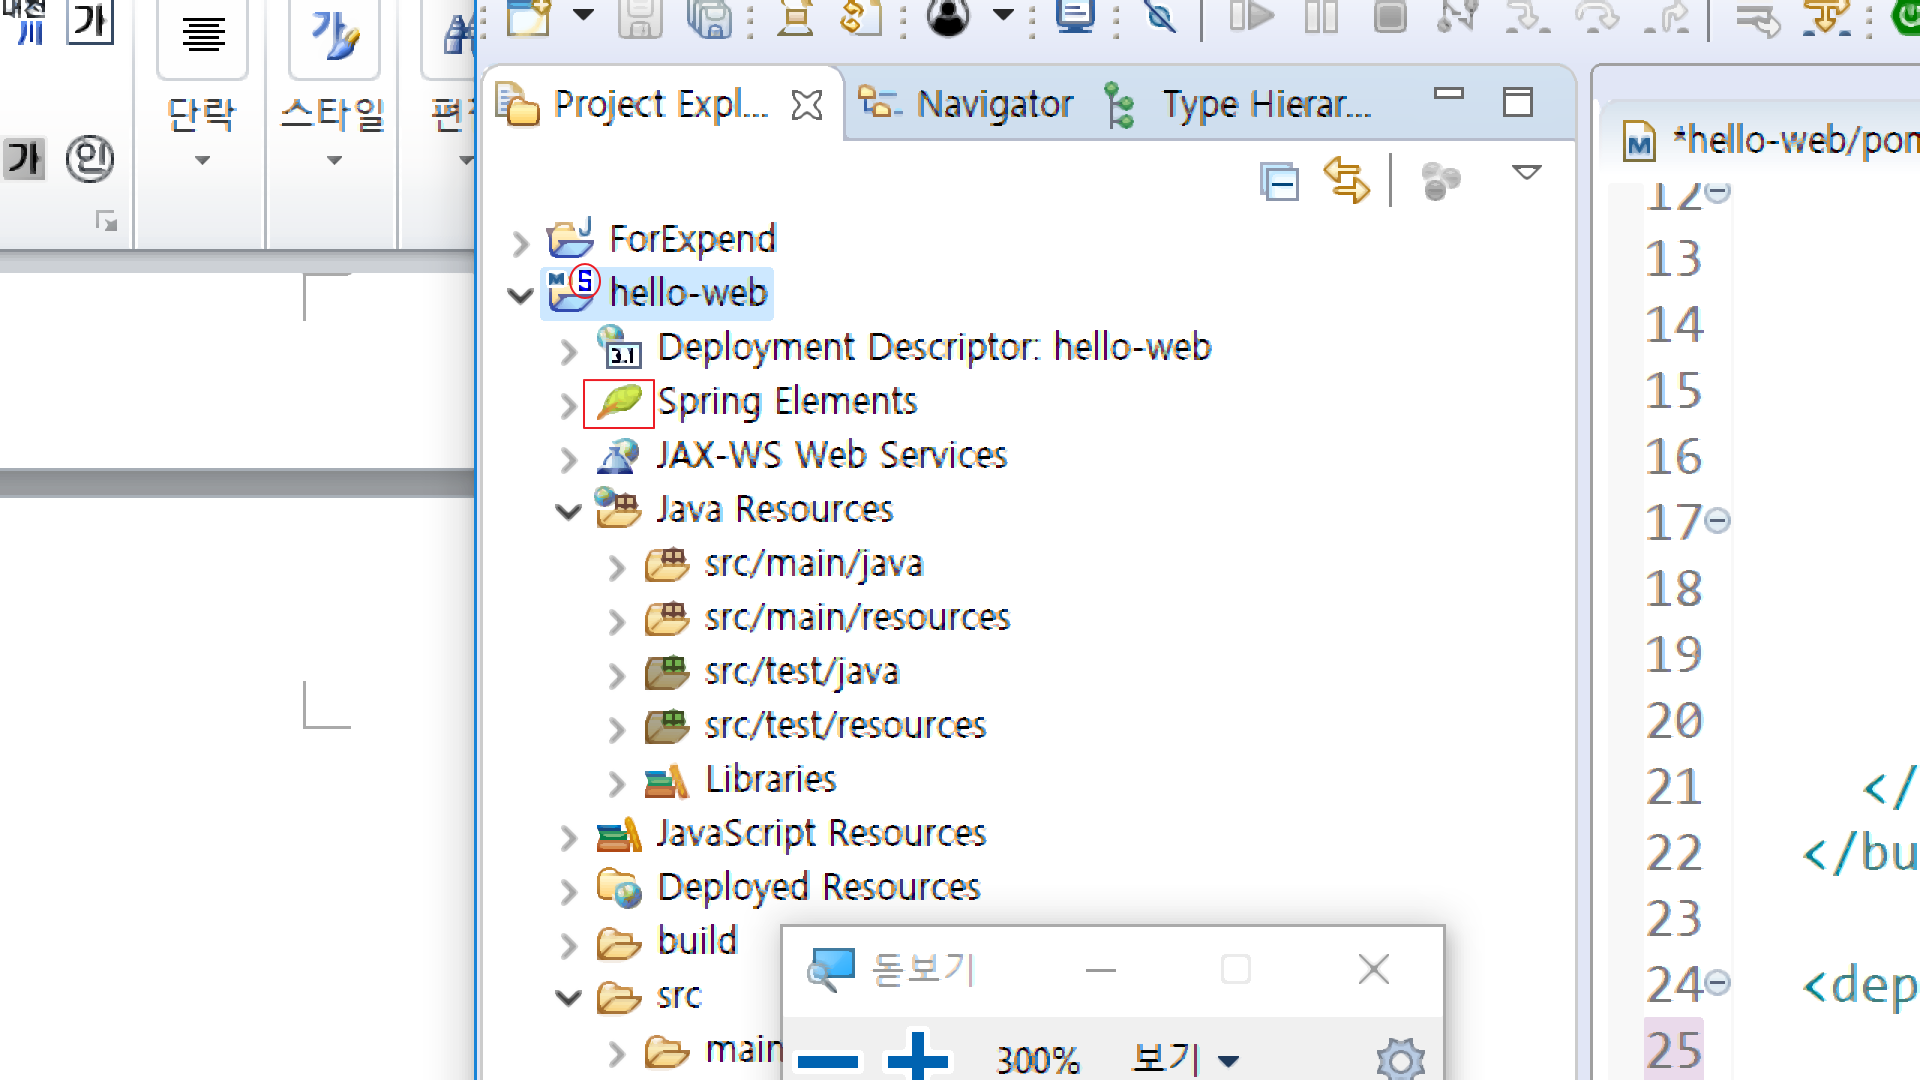 가
가 인
단락
스타일
Project Expl...
Navigator
Type Hierar...
*hello-web/pom
ForExpend
M S hello-web
3.1 Deployment Descriptor: hello-web
Spring Elements
JAX-WS Web Services
Java Resources
src/main/java
src/main/resources
src/test/java
src/test/resources
Libraries
JavaScript Resources
Deployed Resources
build
src
main
돋보기
300%
보기
12
13
14
15
16
17
18
19
20
21 </
22 </bu
23
24 <dep
25